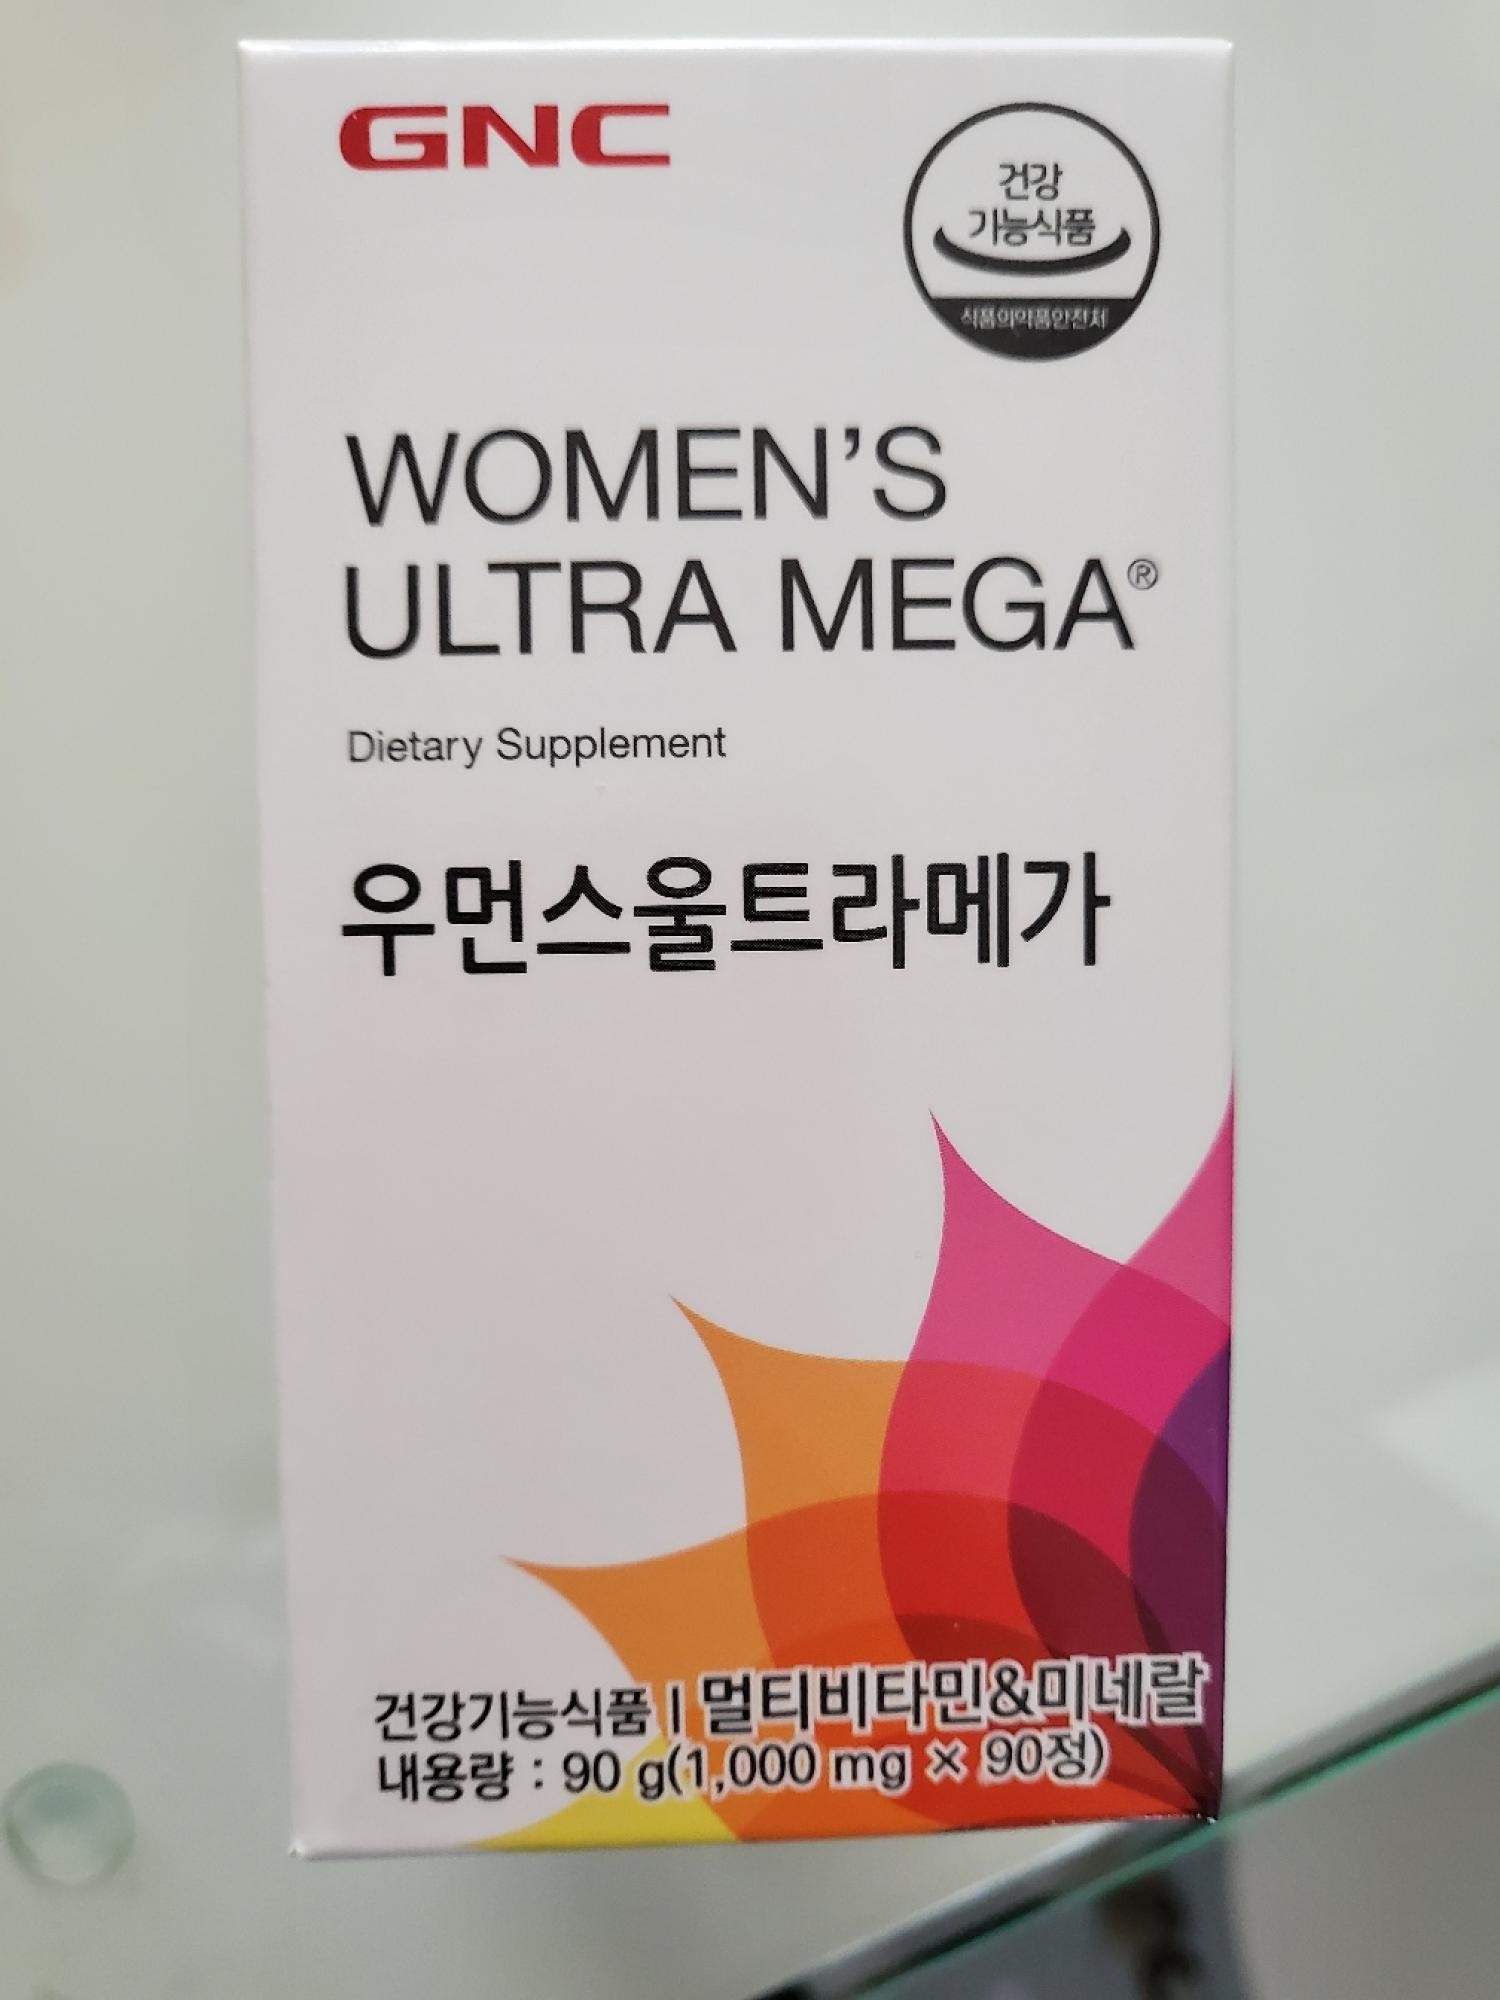 GNC
건강
기능식품
식품의약품안전처
WOMEN'S
ULTRA MEGA®
Dietary Supplement
우먼스울트라메가
건강기능식품 | 멀티비타민&미네랄
내용량 : 90 g(1,000 mg × 90정)